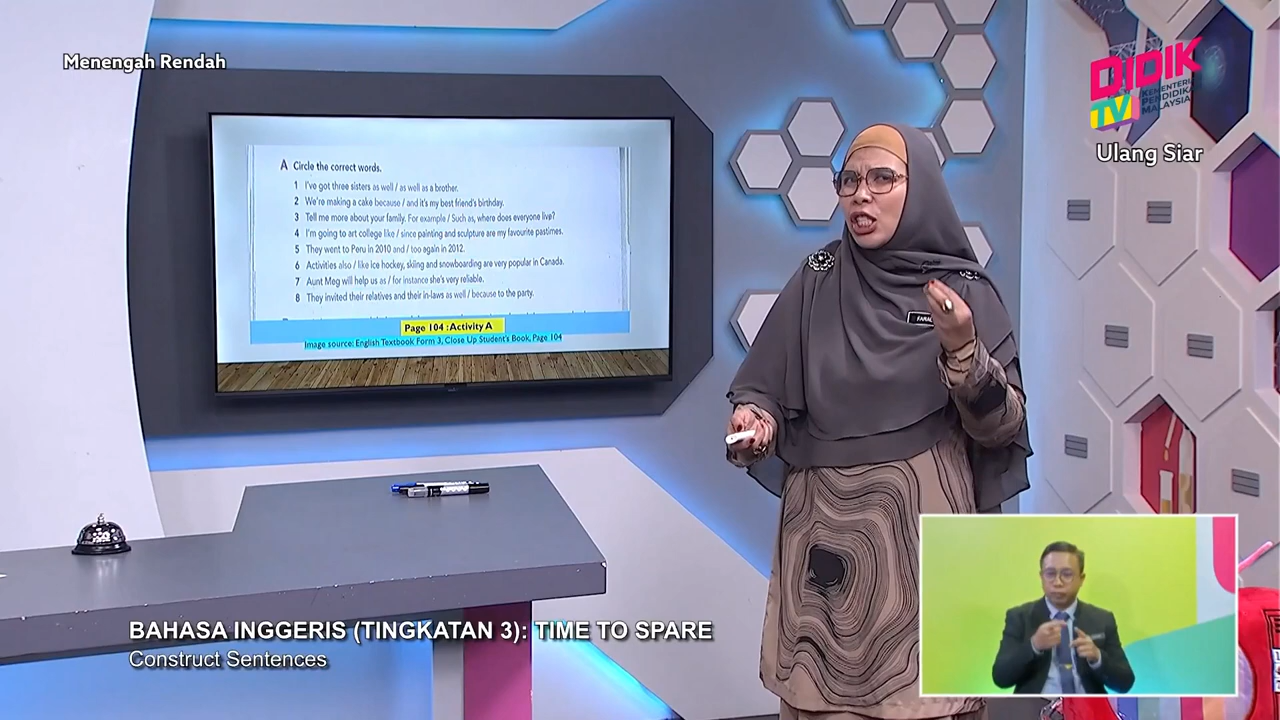 Menengah Rendah
DIDIK
TV
KEMENTERIAN
PENDIDIKAN
MALAYSIA
Ulang Siar
A Circle the correct words.
1 I've got three sisters as well / as well as a brother.
2 We're making a cake because / and it's my best friend's birthday.
3 Tell me more about your family. For example / Such as, where does everyone live?
4 I'm going to art college like / since painting and sculpture are my favourite pastimes.
5 They went to Peru in 2010 and / too again in 2012.
6 Activities also / like ice hockey, skiing and snowboarding are very popular in Canada.
7 Aunt Meg will help us as / for instance she's very reliable.
8 They invited their relatives and their in-laws as well / because to the party.
Page 104 : Activity A
Image source: English Textbook Form 3, Close Up Student's Book, Page 104
BAHASA INGGERIS (TINGKATAN 3): TIME TO SPARE
Construct Sentences